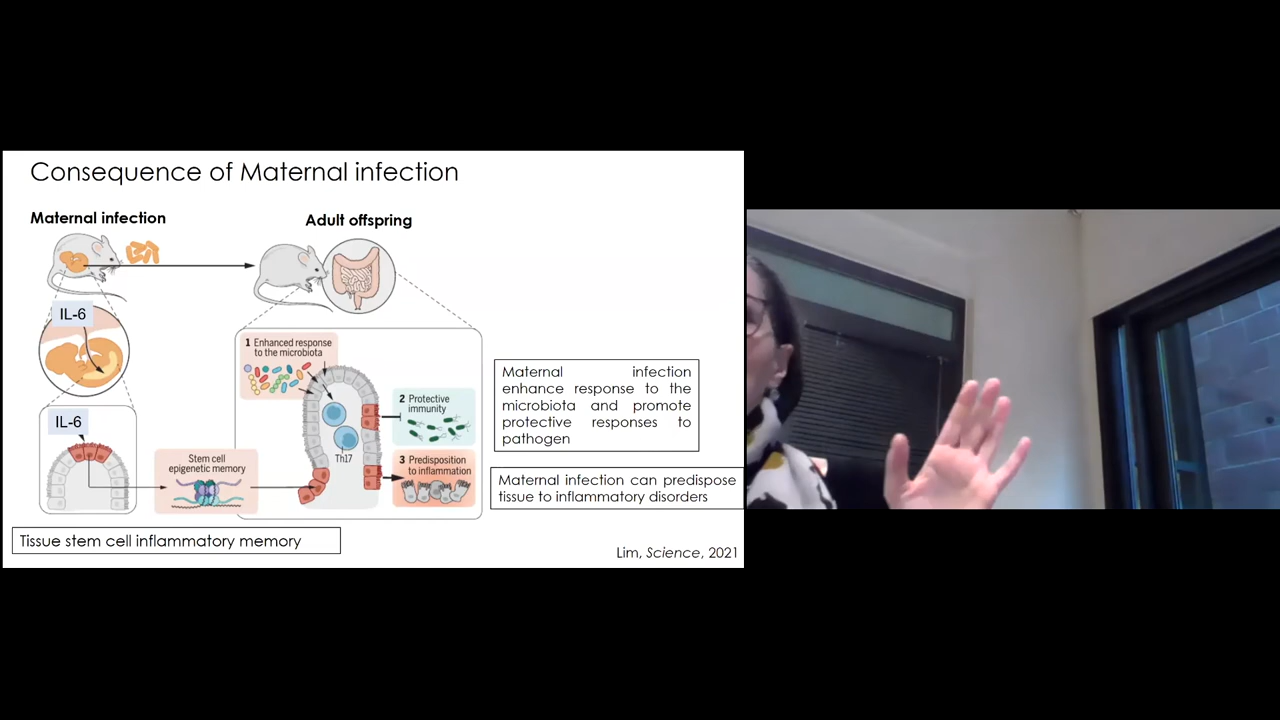 Consequence of Maternal infection
Maternal infection
Adult offspring
IL-6
IL-6
Stem cell
epigenetic memory
1 Enhanced response
to the microbiota
Th17
2 Protective
immunity
3 Predisposition
to inflammation
Maternal infection
enhance response to the
microbiota and promote
protective responses to
pathogen
Maternal infection can predispose
tissue to inflammatory disorders
Tissue stem cell inflammatory memory
Lim, Science, 2021